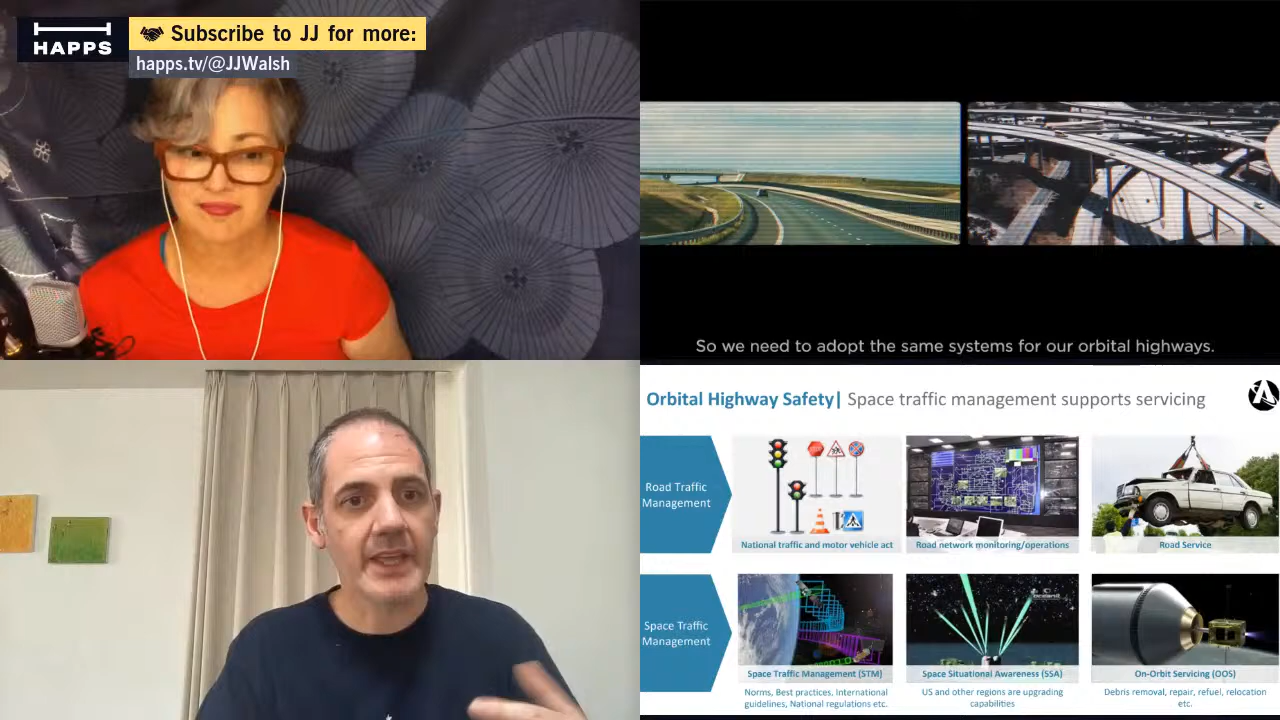 HAPPS
Subscribe to JJ for more:
happs.tv/@JJWalsh
So we need to adopt the same systems for our orbital highways.
Orbital Highway Safety| Space traffic management supports servicing
Road Traffic
Management
National traffic and motor vehicle act
Road network monitoring/operations
Road Service
Space Traffic
Management
Space Traffic Management (STM)
Norms, Best practices, International
guidelines, National regulations etc.
Space Situational Awareness (SSA)
US and other regions are upgrading
capabilities
On-Orbit Servicing (OOS)
Debris removal, repair, refuel, relocation
etc.